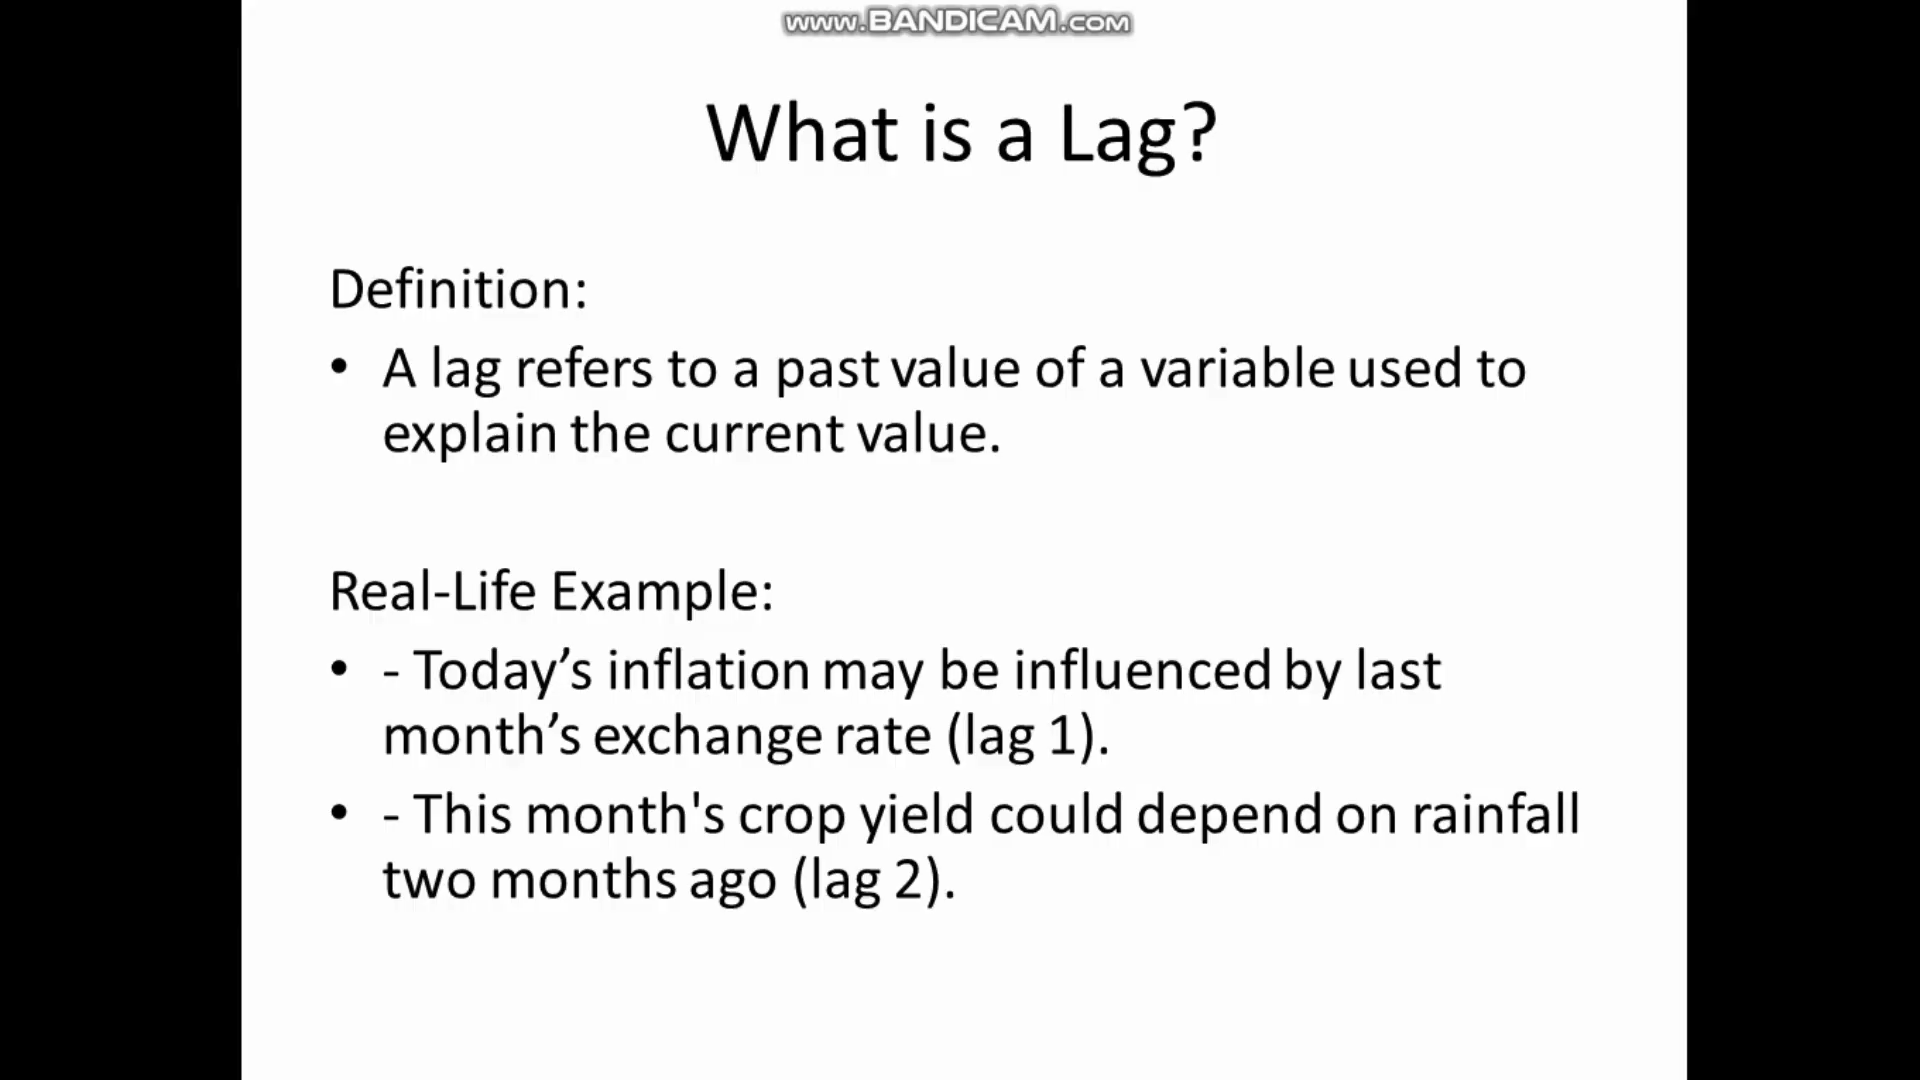 www.BANDICAM.com
What is a Lag?
Definition:
• A lag refers to a past value of a variable used to
explain the current value.
Real-Life Example:
• - Today’s inflation may be influenced by last
month’s exchange rate (lag 1).
• - This month's crop yield could depend on rainfall
two months ago (lag 2).